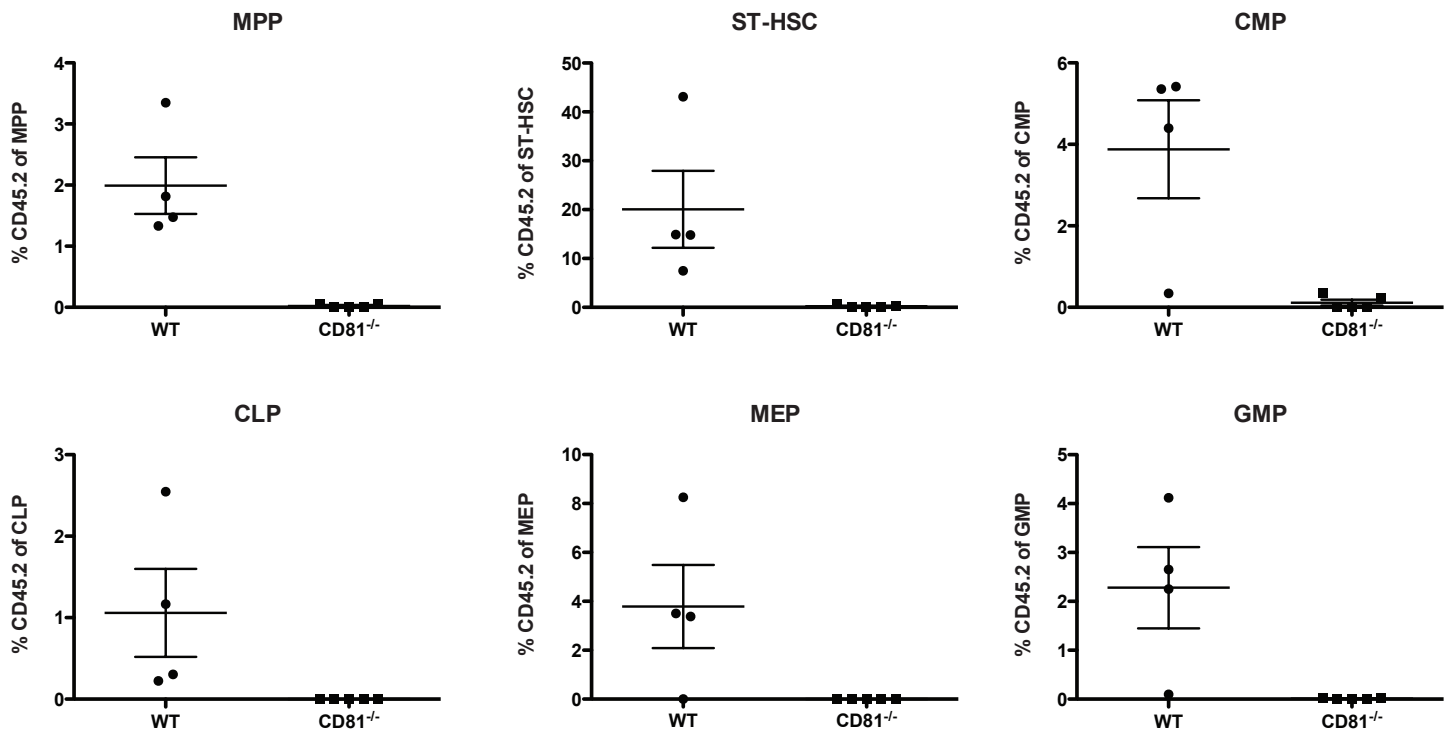 MPP
% CD45.2 of MPP
4
3
2
1
0
WT
CD81-/-
ST-HSC
% CD45.2 of ST-HSC
50
40
30
20
10
0
WT
CD81-/-
CMP
% CD45.2 of CMP
6
4
2
0
WT
CD81-/-
CLP
% CD45.2 of CLP
3
2
1
0
WT
CD81-/-
MEP
% CD45.2 of MEP
10
8
6
4
2
0
WT
CD81-/-
GMP
% CD45.2 of GMP
5
4
3
2
1
0
WT
CD81-/-